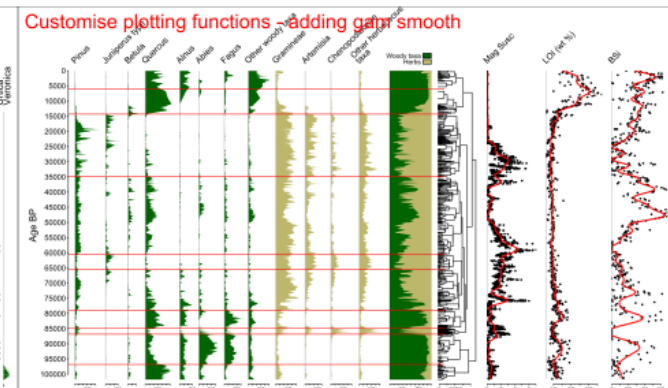 Customise plotting functions - adding gam smooth
Veronica
Pinus
Juniperus type
Betula
Quercus
Alnus
Abies
Fagus
Other woody taxa
Gramineae
Artemisia
Chenopodiaceae
Other herbaceous
taxa
Woody taxa
Herbs
Mag Susc
LOI (wt %)
BSi
Age BP
0
5000
10000
15000
20000
25000
30000
35000
40000
45000
50000
55000
60000
65000
70000
75000
80000
85000
90000
95000
100000